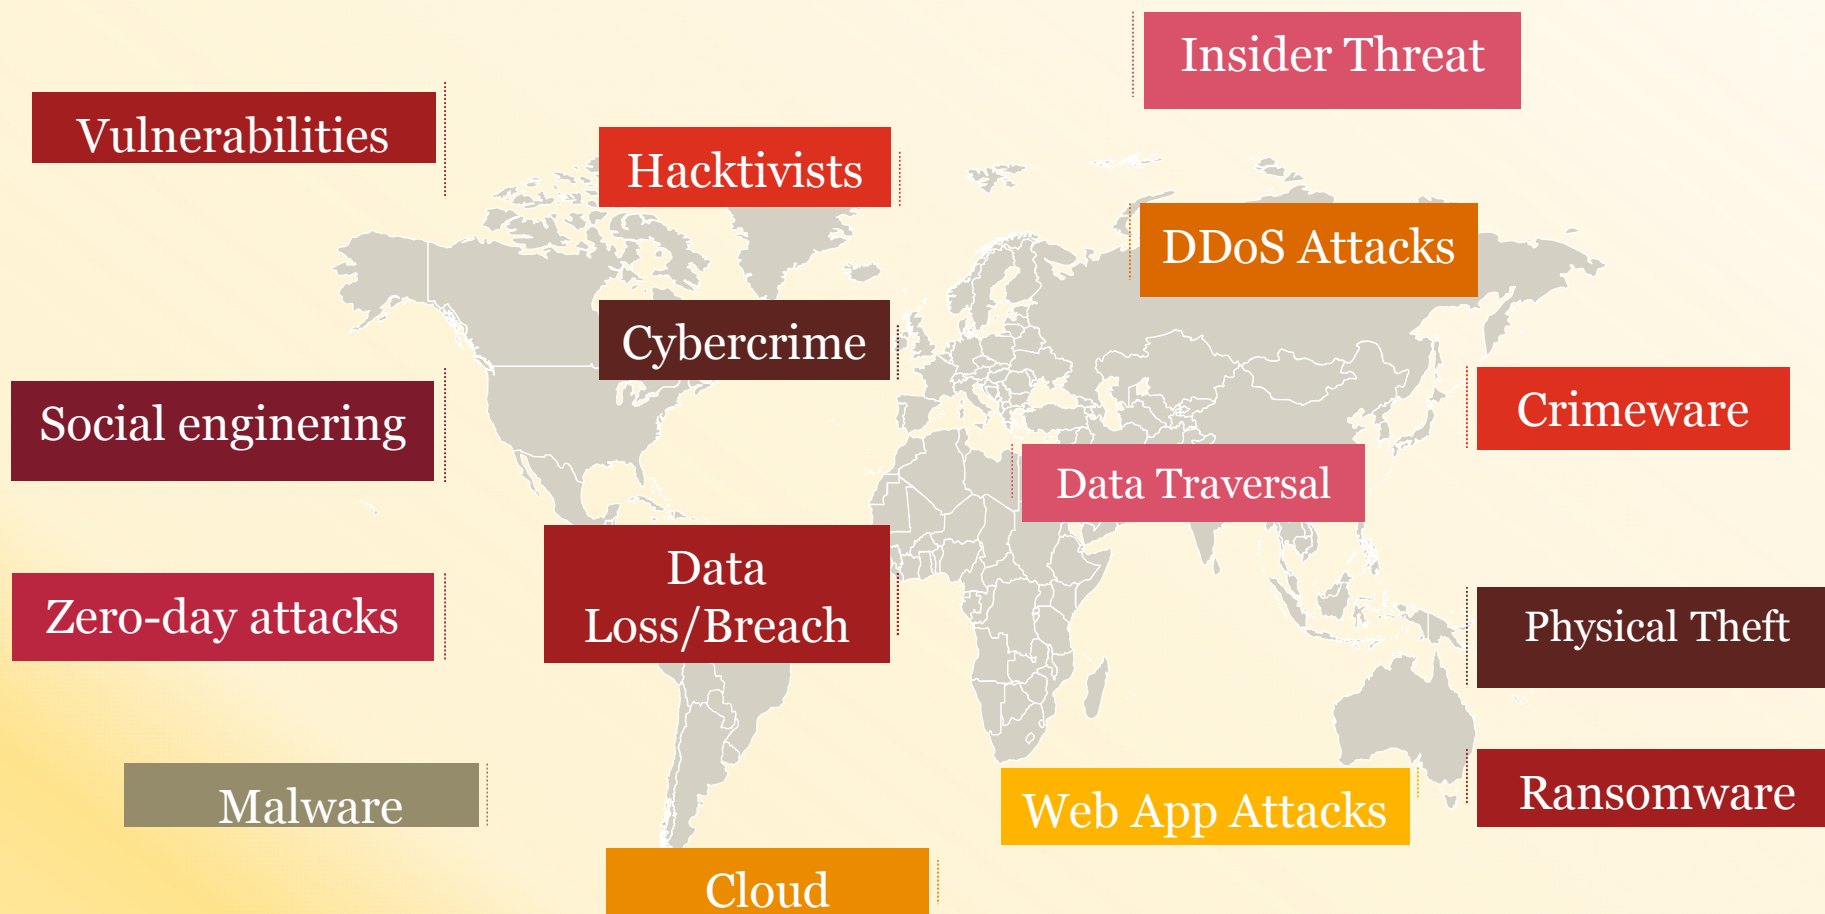 Insider Threat
Vulnerabilities
Hacktivists
DDoS Attacks
Cybercrime
Social enginering
Crimeware
Data Traversal
Data
Loss/Breach
Zero-day attacks
Physical Theft
Malware
Web App Attacks
Ransomware
Cloud